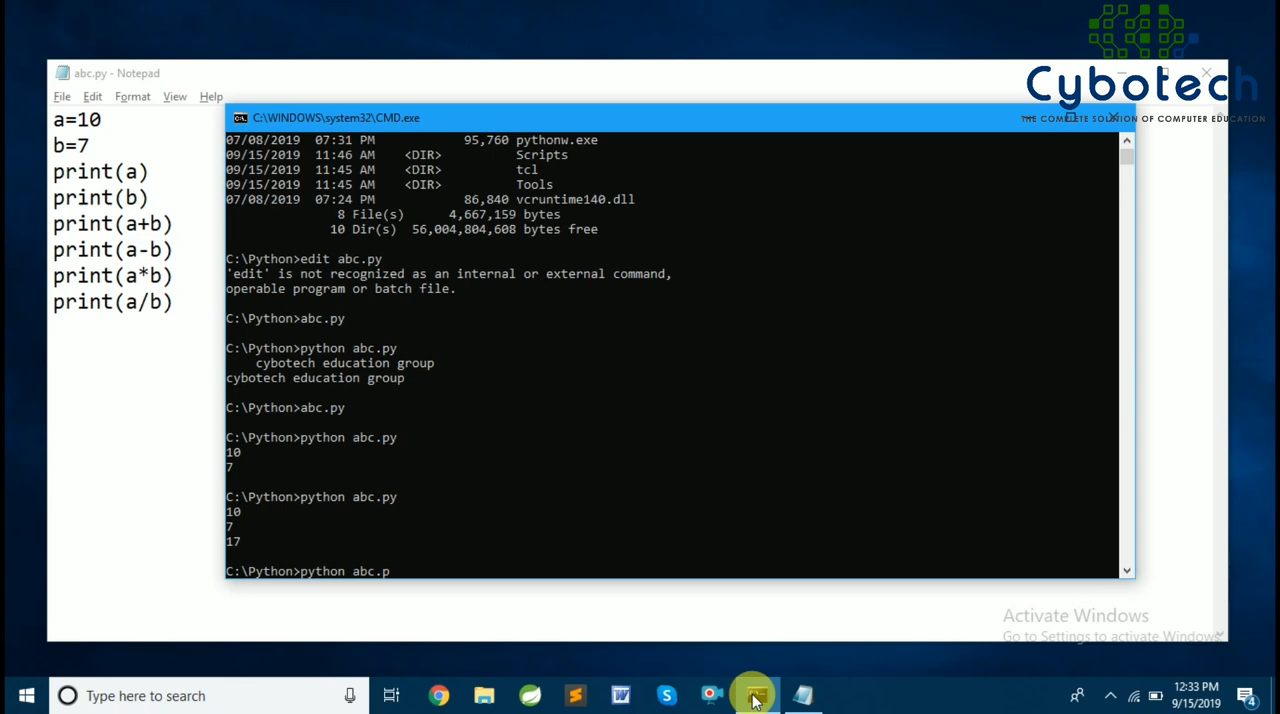 Cybotech
THE COMPLETE SOLUTION OF COMPUTER EDUCATION
abc.py - Notepad
File Edit Format View Help
a=10
b=7
print(a)
print(b)
print(a+b)
print(a-b)
print(a*b)
print(a/b)
C:\WINDOWS\system32\CMD.exe
07/08/2019 07:31 PM 95,760 pythonw.exe
09/15/2019 11:46 AM <DIR> Scripts
09/15/2019 11:45 AM <DIR> tcl
09/15/2019 11:45 AM <DIR> Tools
07/08/2019 07:24 PM 86,840 vcruntime140.dll
8 File(s) 4,667,159 bytes
10 Dir(s) 56,004,804,608 bytes free
C:\Python>edit abc.py
'edit' is not recognized as an internal or external command,
operable program or batch file.
C:\Python>abc.py
C:\Python>python abc.py
cybotech education group
cybotech education group
C:\Python>abc.py
C:\Python>python abc.py
10
7
C:\Python>python abc.py
10
7
17
C:\Python>python abc.p
Activate Windows
Go to Settings to activate Windows.
Type here to search
12:33 PM
9/15/2019
4